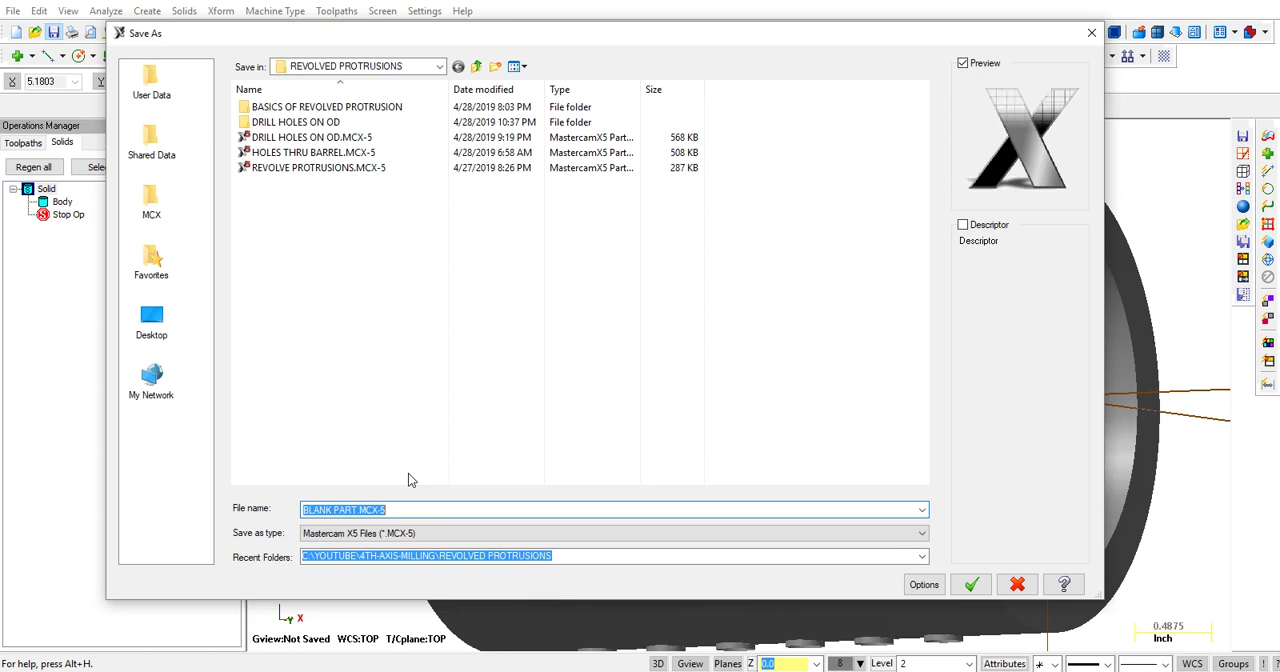 File Edit View Analyze Create Solids Xform Machine Type Toolpaths Screen Settings Help
Save As
X 5.1803 Y
Save in: REVOLVED PROTRUSIONS
Preview
Name Date modified Type Size
BASICS OF REVOLVED PROTRUSION 4/28/2019 8:03 PM File folder
DRILL HOLES ON OD 4/28/2019 10:37 PM File folder
DRILL HOLES ON OD.MCX-5 4/28/2019 9:19 PM MastercamX5 Part... 568 KB
HOLES THRU BARREL.MCX-5 4/28/2019 6:58 AM MastercamX5 Part... 508 KB
REVOLVE PROTRUSIONS.MCX-5 4/27/2019 8:26 PM MastercamX5 Part... 287 KB
User Data
Shared Data
MCX
Favorites
Desktop
My Network
Operations Manager
Toolpaths Solids
Regen all Selec
Solid
Body
Stop Op
Descriptor
Descriptor
File name: BLANK PART.MCX-5
Save as type: Mastercam X5 Files (*.MCX-5)
Recent Folders: C:\YOUTUBE\4TH-AXIS-MILLING\REVOLVED PROTRUSIONS
Options
Y X
Gview:Not Saved WCS:TOP T/Cplane:TOP
0.4875
Inch
For help, press Alt+H.
3D Gview Planes Z 0.0 8 Level 2 Attributes WCS Groups ! ?